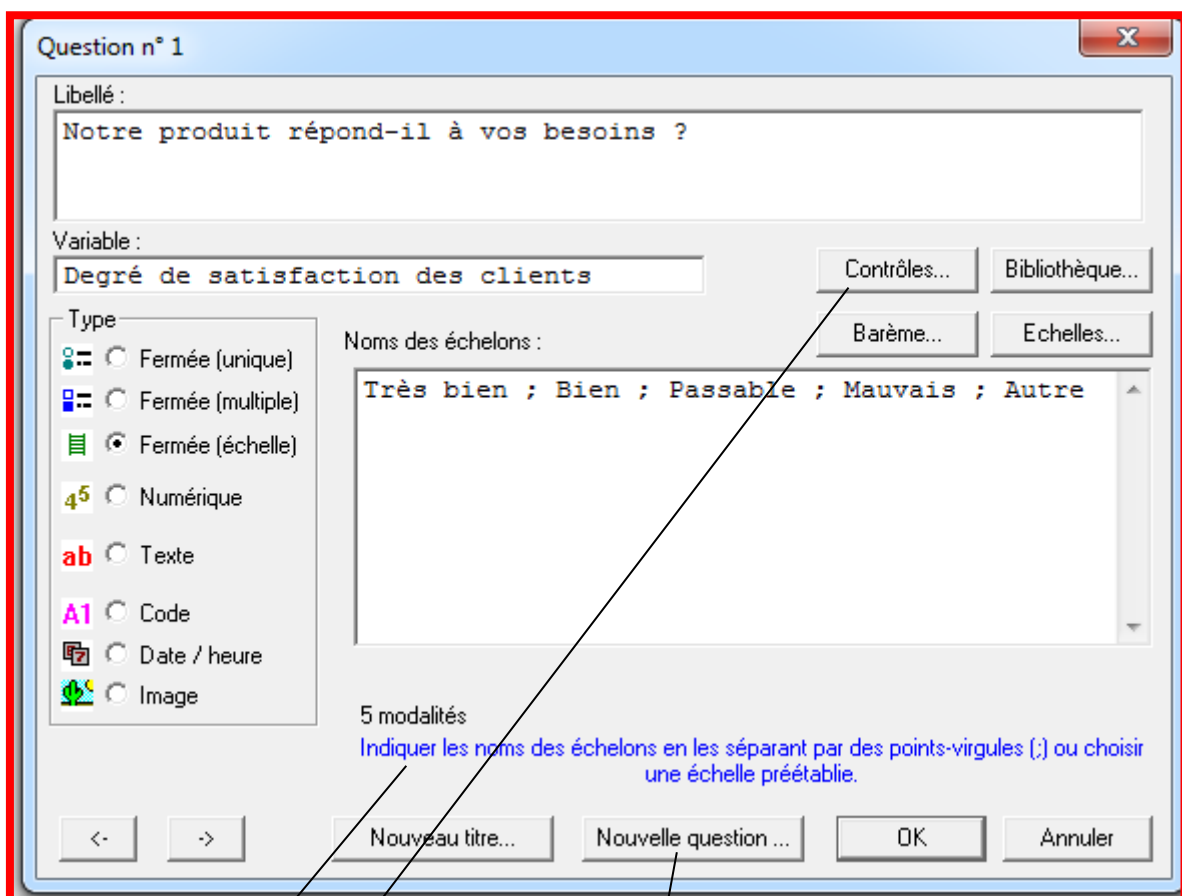 Question n° 1
Libellé :
Notre produit répond-il à vos besoins ?
Variable :
Degré de satisfaction des clients
Contrôles...
Bibliothèque...
Barème...
Echelles...
Type
Fermée (unique)
Fermée (multiple)
Fermée (échelle)
45 Numérique
ab Texte
A1 Code
Date / heure
Image
Noms des échelons :
Très bien ; Bien ; Passable ; Mauvais ; Autre
5 modalités
Indiquer les noms des échelons en les séparant par des points-virgules (;) ou choisir
une échelle préétablie.
<-
->
Nouveau titre...
Nouvelle question ...
OK
Annuler